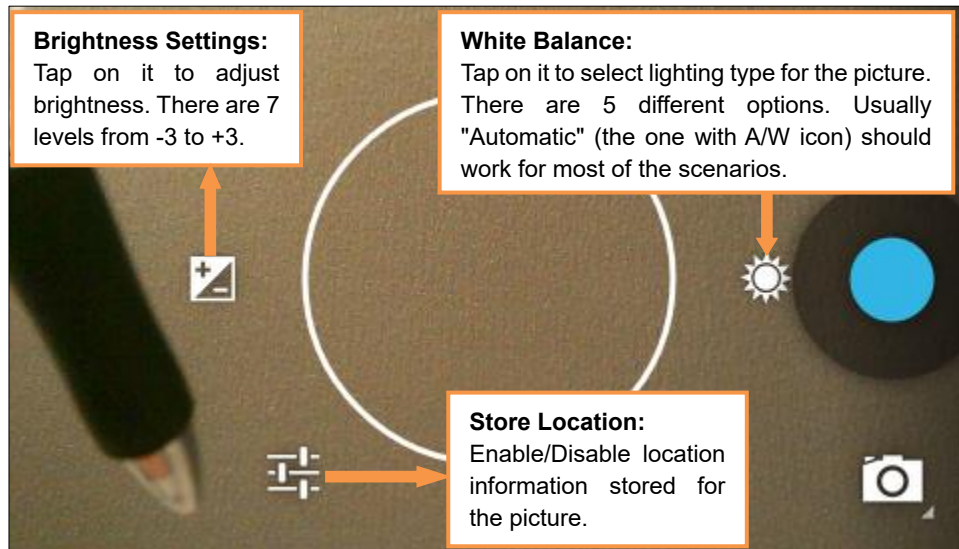 Brightness Settings:
Tap on it to adjust
brightness. There are 7
levels from -3 to +3.
White Balance:
Tap on it to select lighting type for the picture.
There are 5 different options. Usually
"Automatic" (the one with A/W icon) should
work for most of the scenarios.
Store Location:
Enable/Disable location
information stored for
the picture.